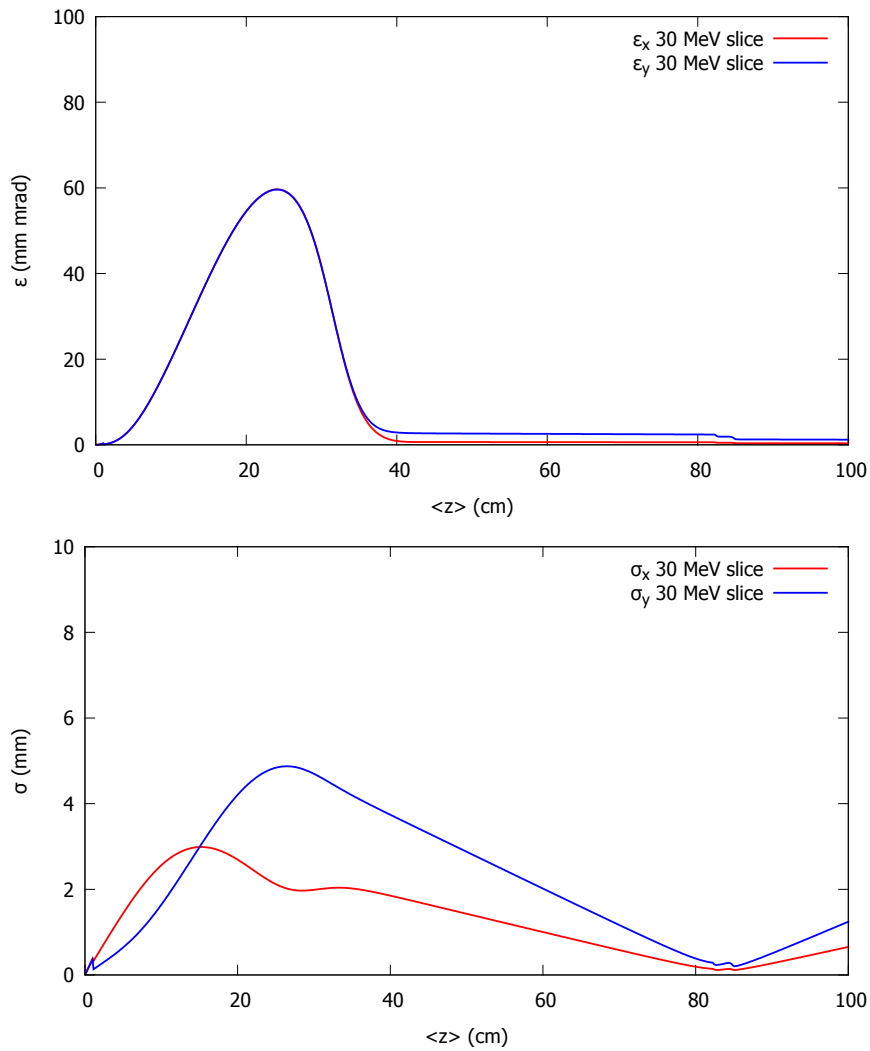 100
80
60
40
20
0
ε (mm mrad)
εx 30 MeV slice
εy 30 MeV slice
0 20 40 60 80 100
<z> (cm)
10
8
6
4
2
0
σ (mm)
σx 30 MeV slice
σy 30 MeV slice
0 20 40 60 80 100
<z> (cm)